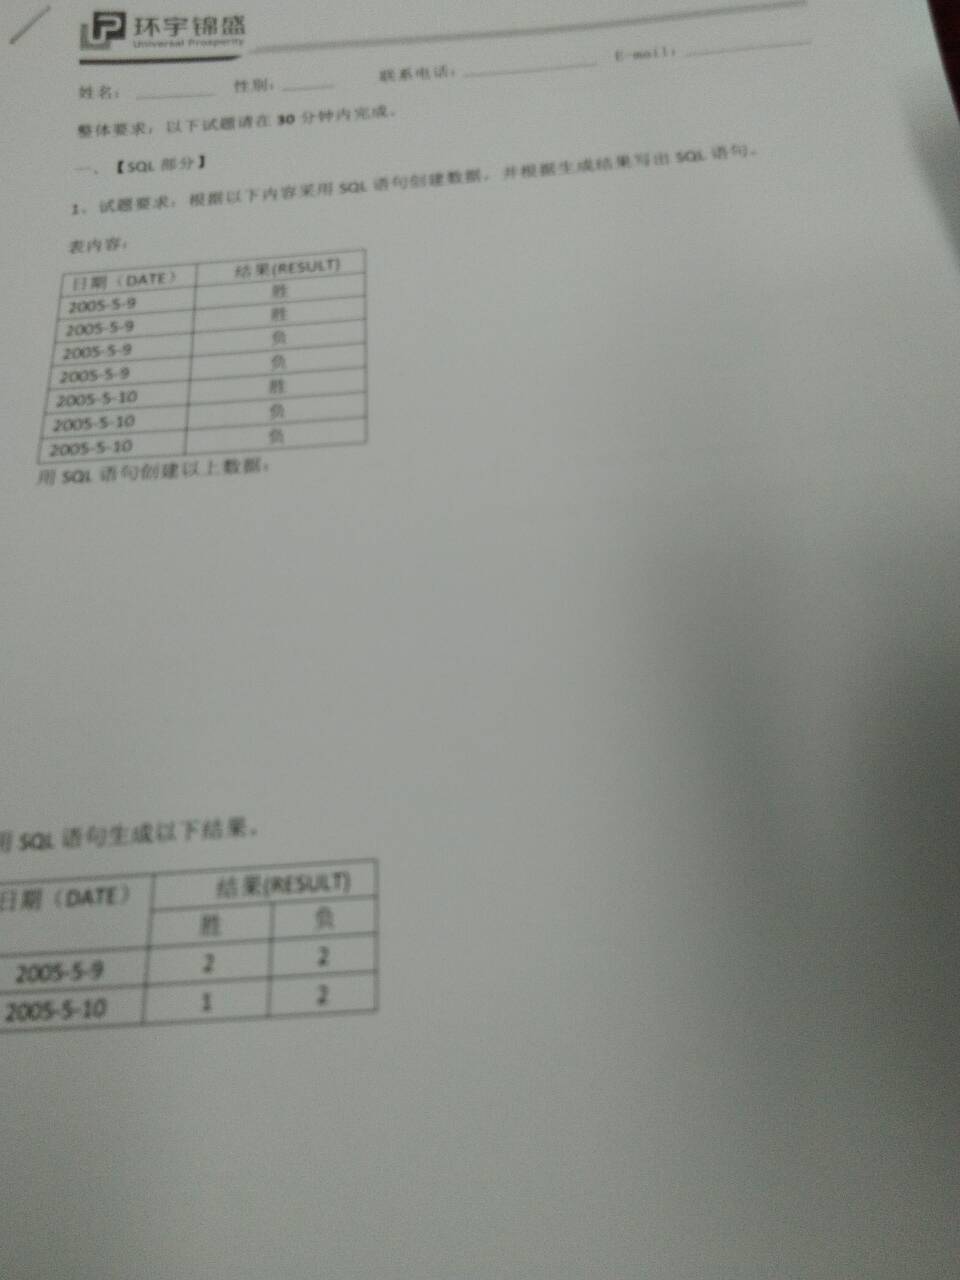 环宇锦盛
Universal Prosperity
姓名： 性别： 联系电话： E-mail：
整体要求：以下试题请在 30 分钟内完成。
一、【SQL 部分】
1、试题要求：根据以下内容采用 SQL 语句创建数据，并根据生成结果写出 SQL 语句。
表内容：
日期（DATE） 结果(RESULT)
2005-5-9 胜
2005-5-9 胜
2005-5-9 负
2005-5-9 负
2005-5-10 胜
2005-5-10 负
2005-5-10 负
用 SQL 语句创建以上数据：
用 SQL 语句生成以下结果。
日期（DATE） 结果(RESULT)
胜 负
2005-5-9 2 2
2005-5-10 1 2